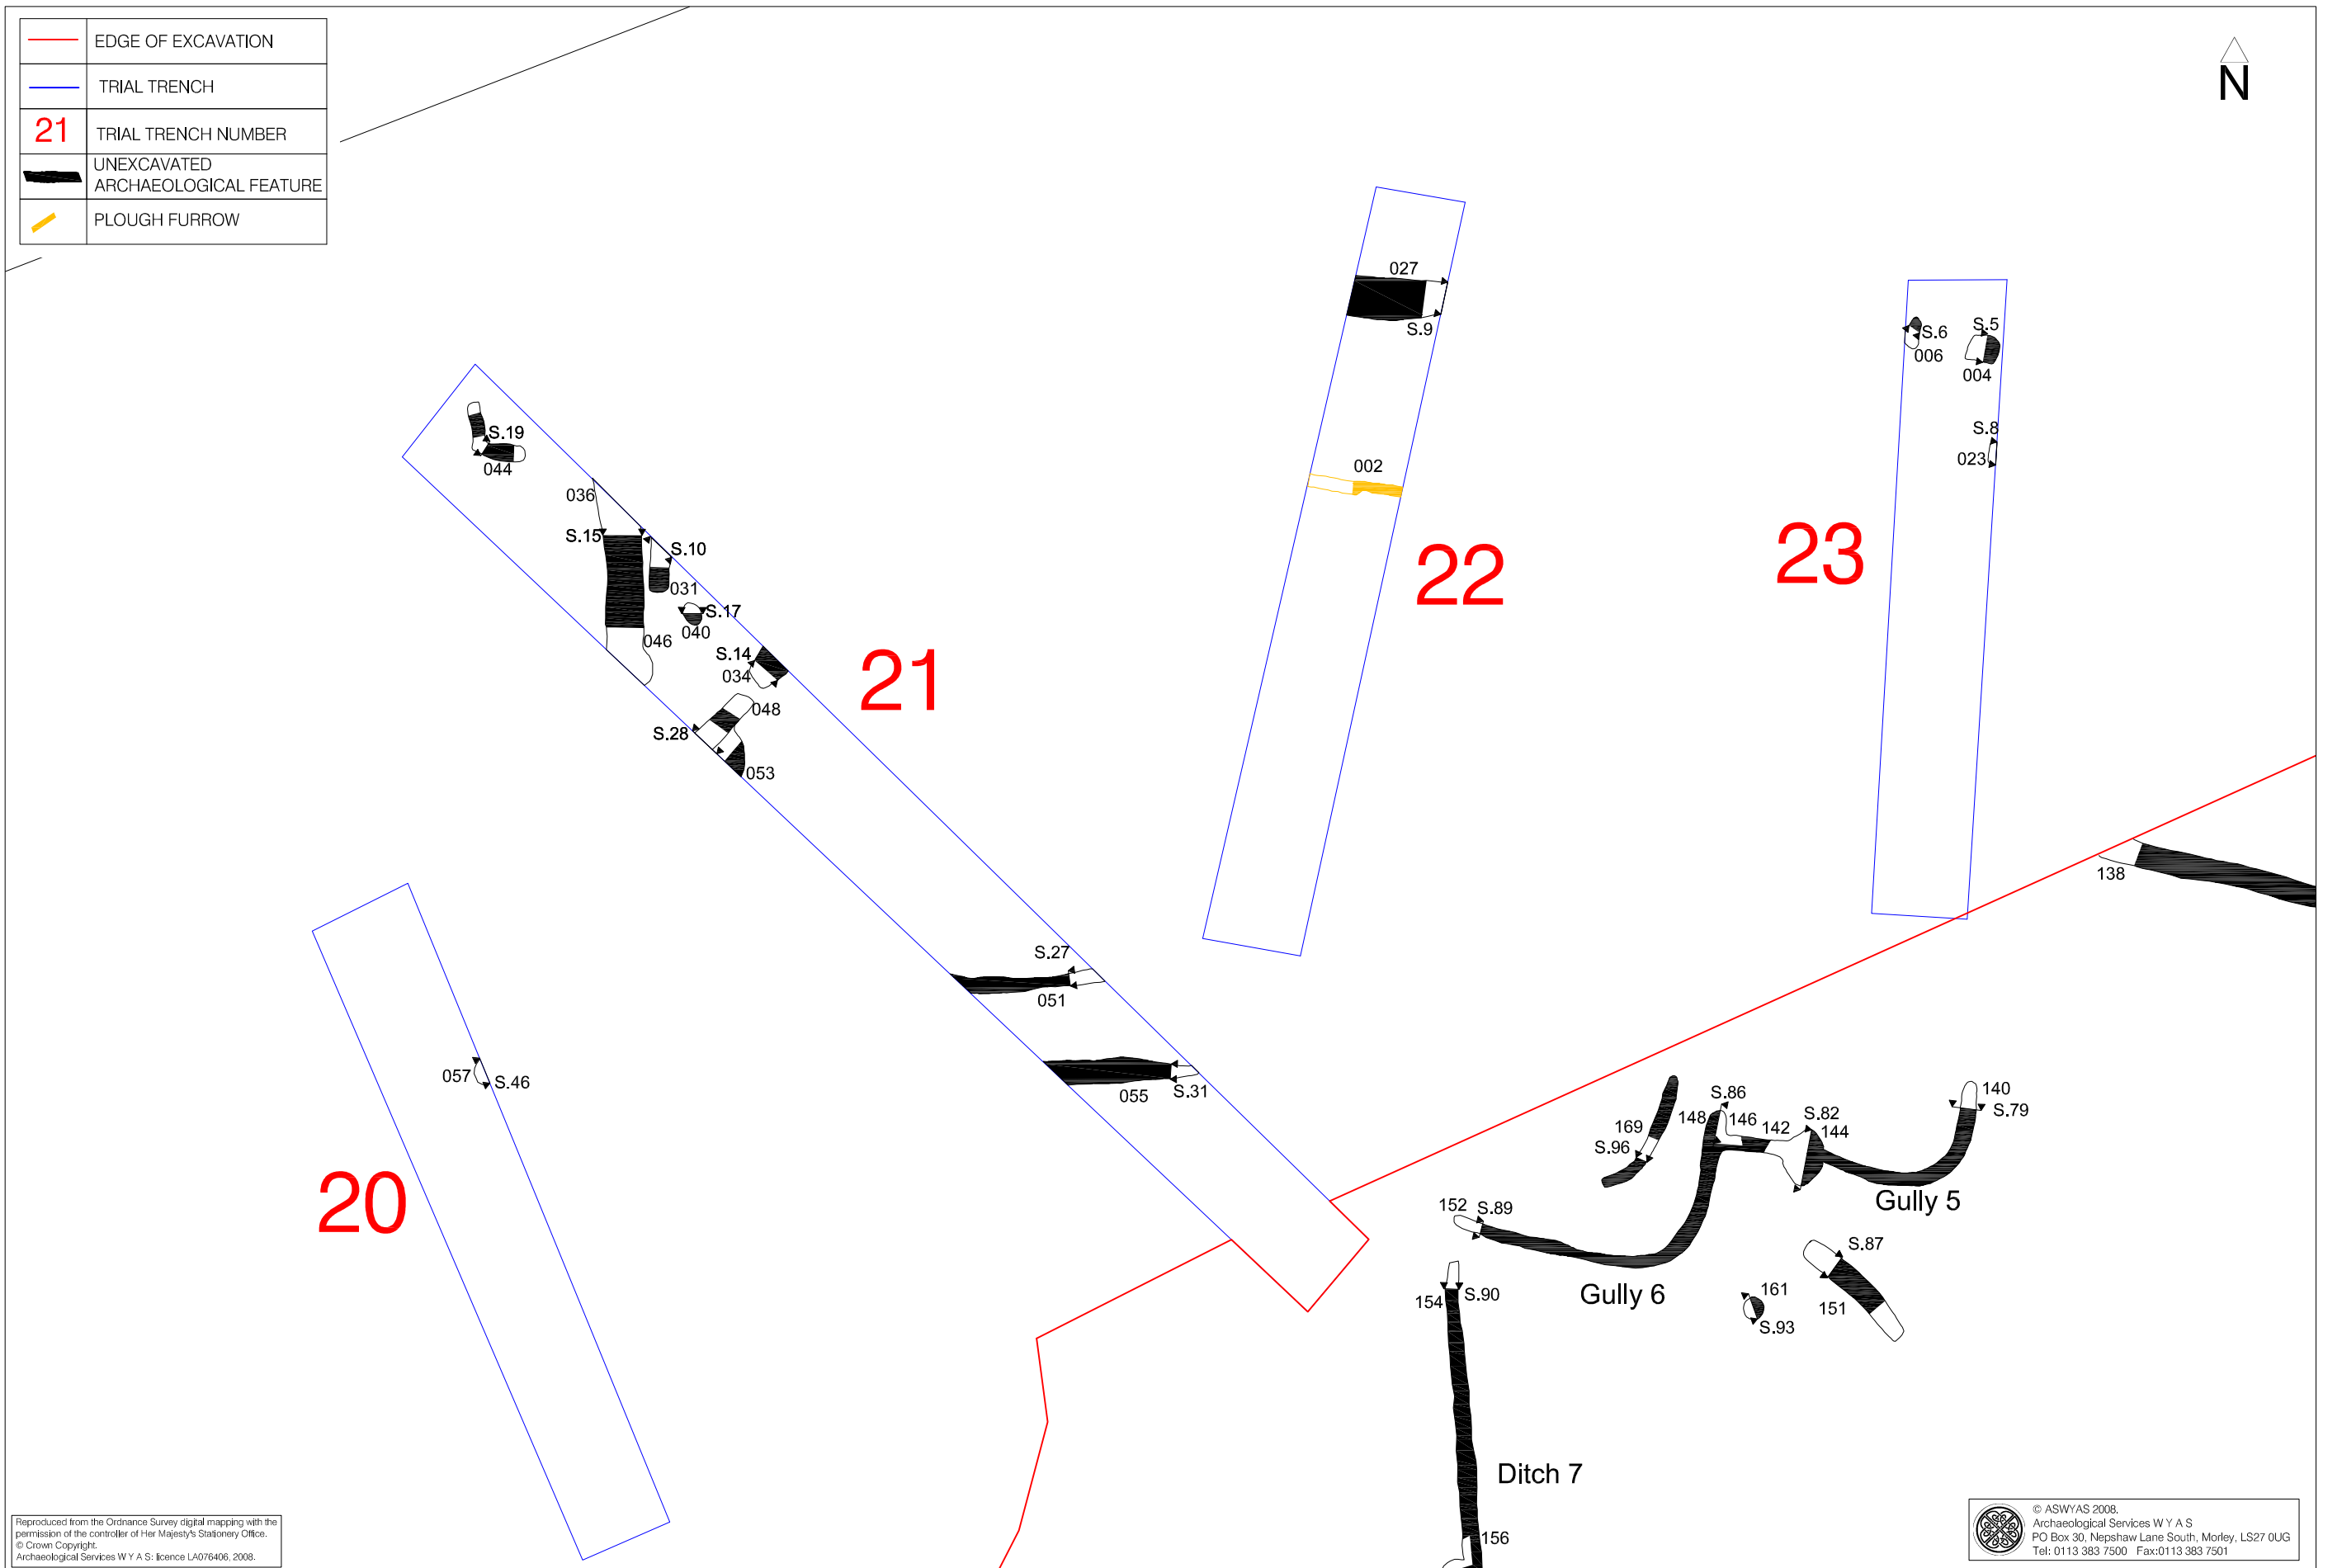 EDGE OF EXCAVATION
TRIAL TRENCH
21 TRIAL TRENCH NUMBER
UNEXCAVATED
ARCHAEOLOGICAL FEATURE
PLOUGH FURROW
N
027
S.9
002
22
S.6
006
S.5
004
S.8
023
23
S.19
044
036
S.15
S.10
031
S.17
040
046
S.14
034
048
S.28
053
21
S.27
051
055
S.31
057
S.46
20
138
169
S.96
S.86
148
146
142
S.82
144
140
S.79
Gully 5
152
S.89
Gully 6
S.87
151
161
S.93
154
S.90
Ditch 7
156
Reproduced from the Ordnance Survey digital mapping with the
permission of the controller of Her Majesty's Stationery Office.
© Crown Copyright.
Archaeological Services W Y A S: licence LA076406, 2008.
© ASWYAS 2008.
Archaeological Services W Y A S
PO Box 30, Nepshaw Lane South, Morley, LS27 0UG
Tel: 0113 383 7500 Fax:0113 383 7501